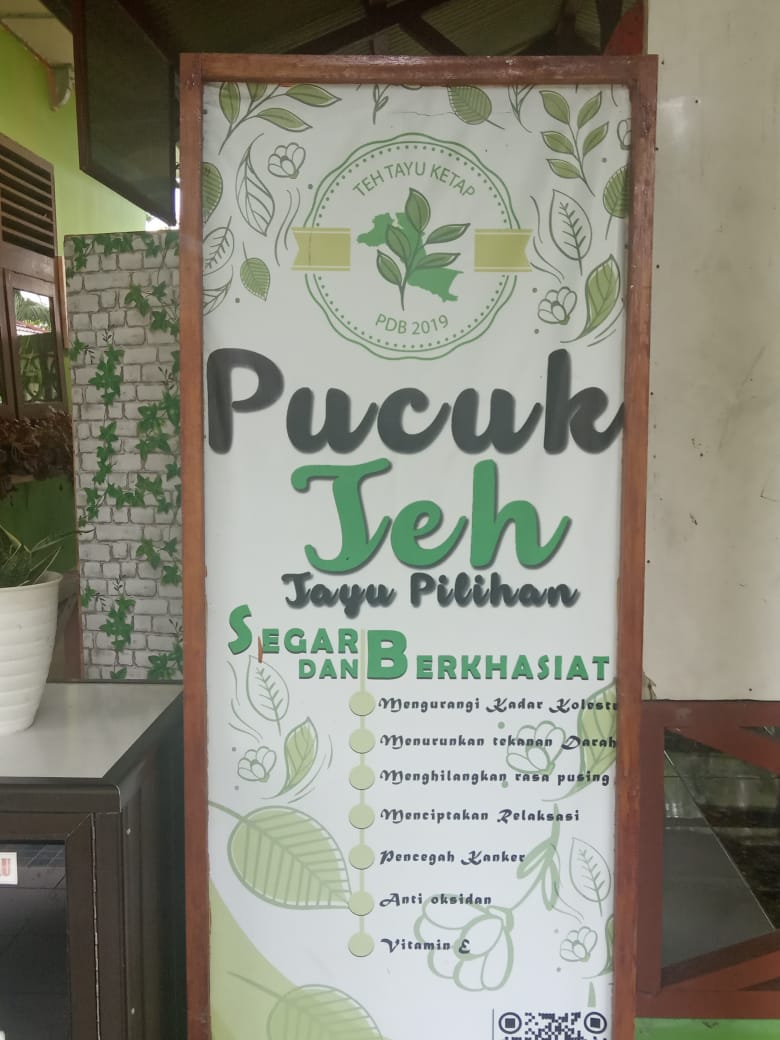 TEH TAYU KETAP
PDB 2019
Pucuk
Teh
Tayu Pilihan
SEGAR
DAN BERKHASIAT
Mengurangi Kadar Kolest
Menurunkan tekanan Darah
Menghilangkan rasa pusing
Menciptakan Relaksasi
Pencegah Kanker
Anti oksidan
Vitamin E